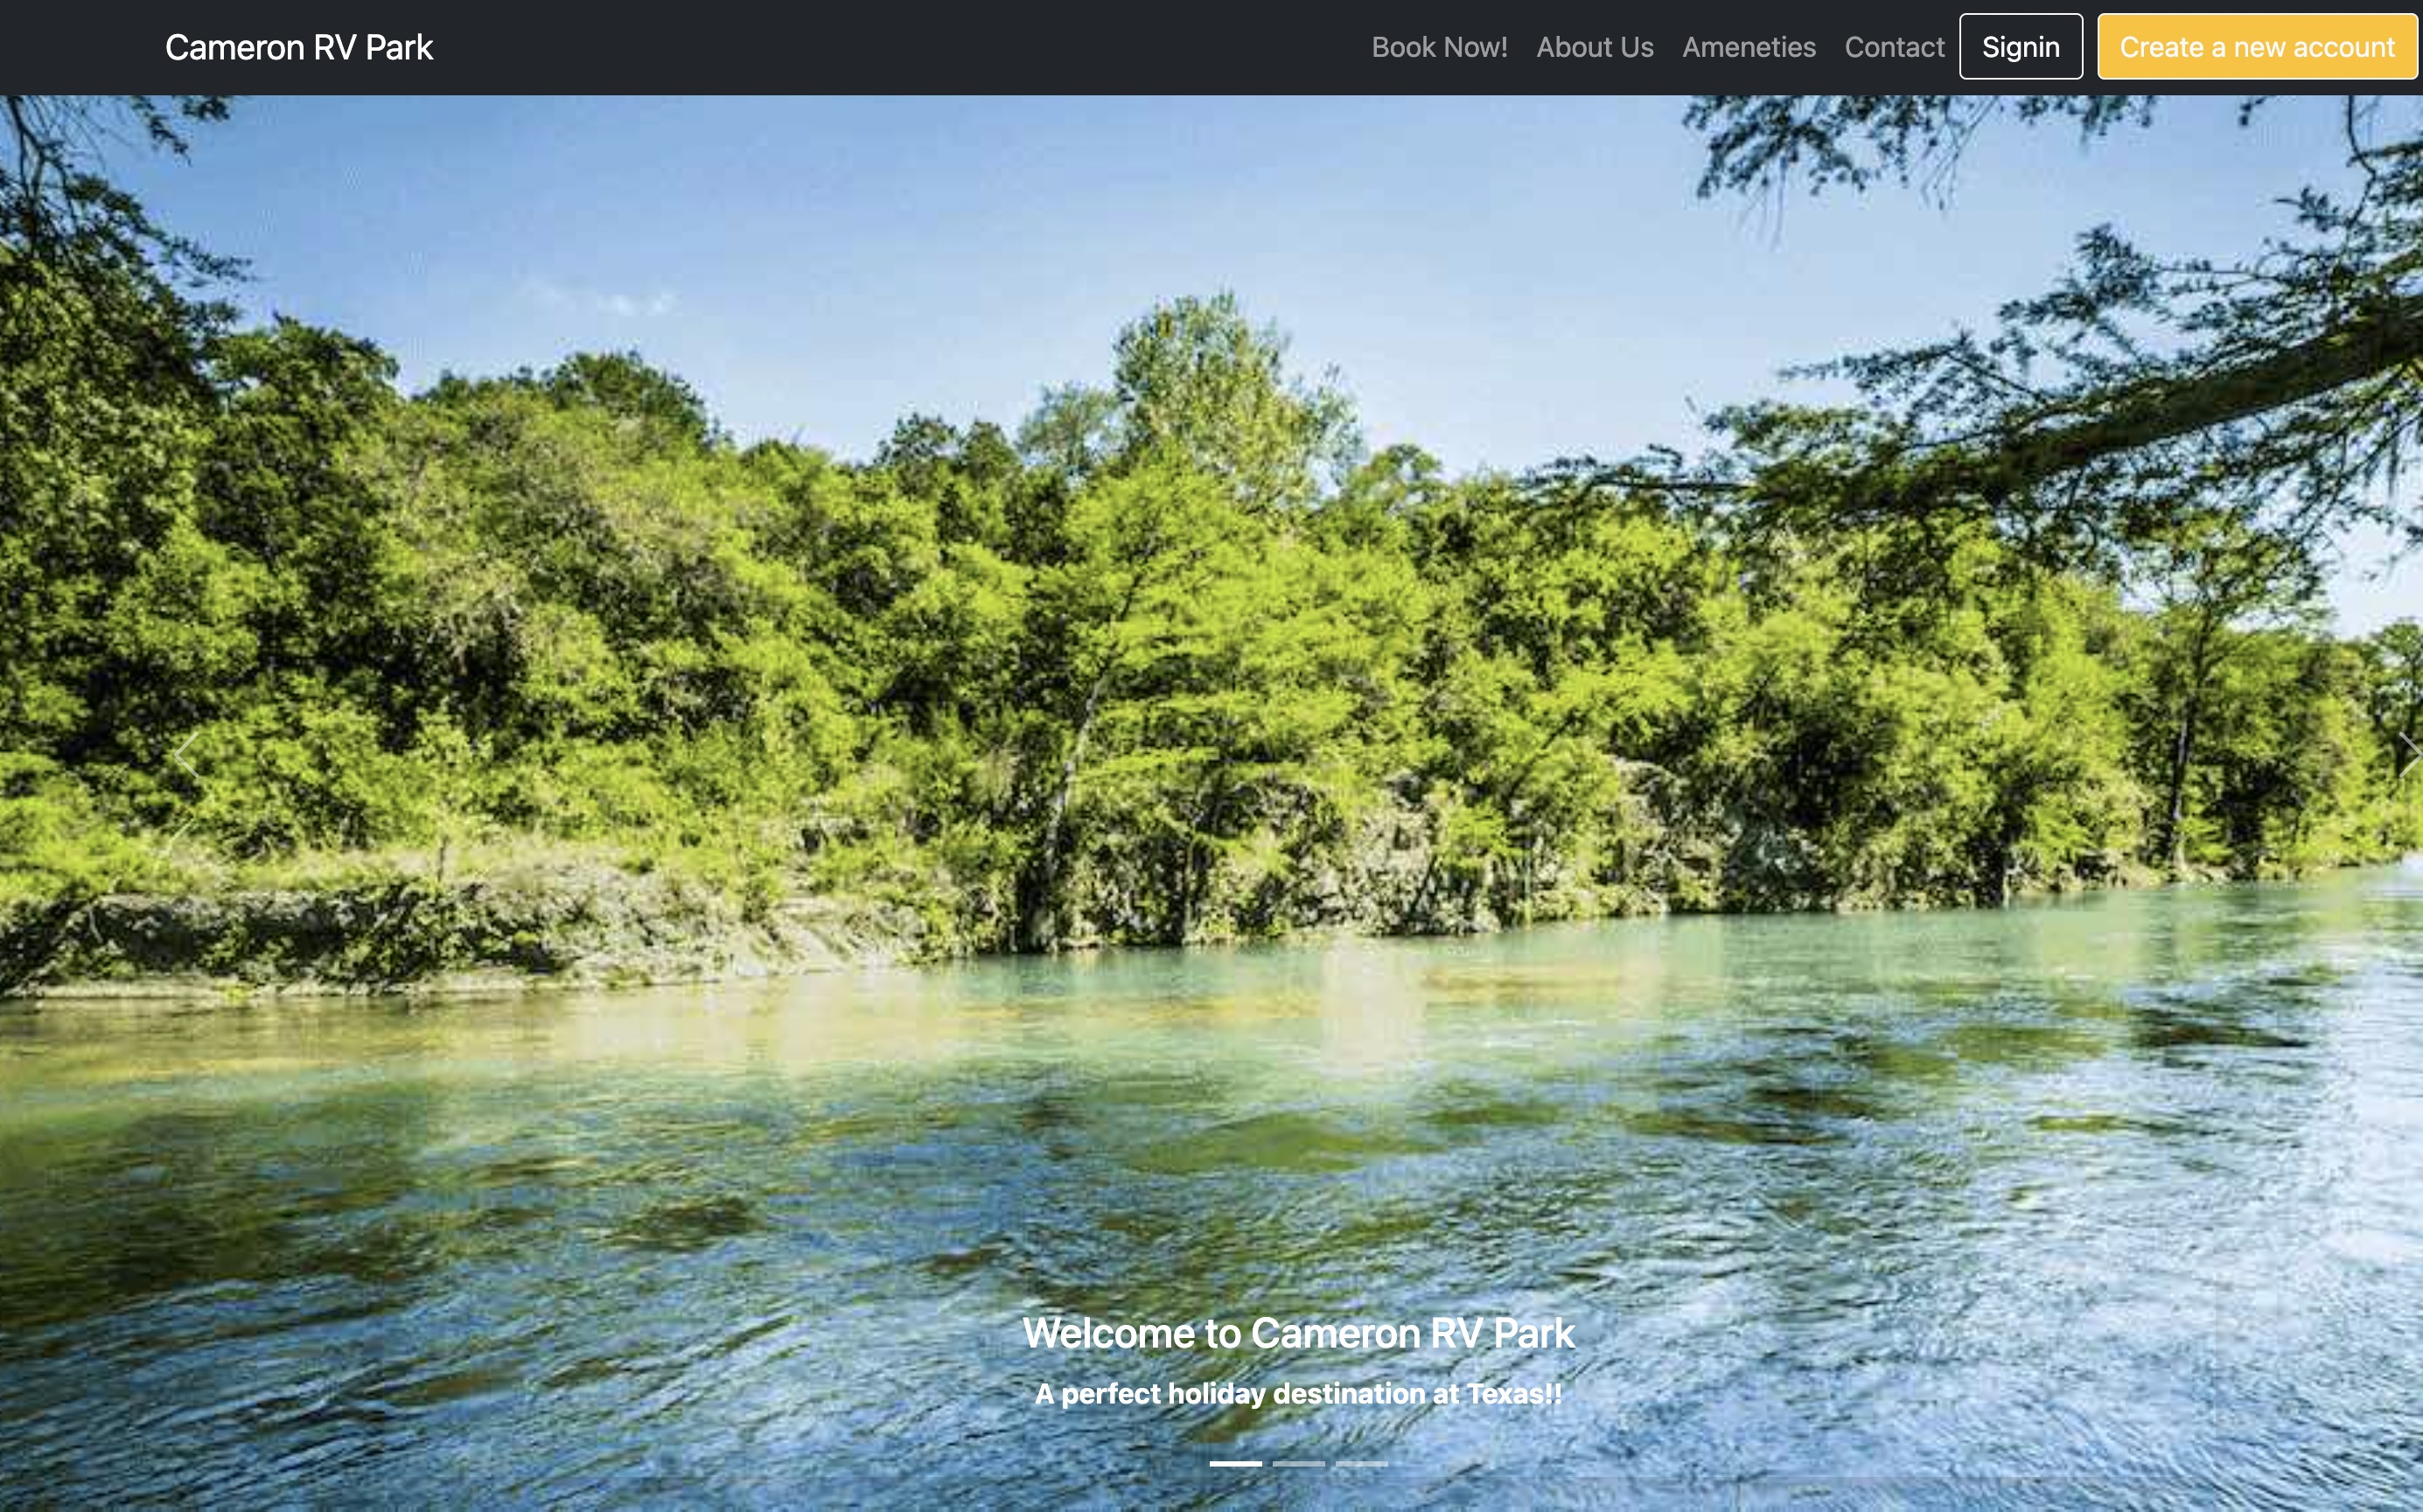 Cameron RV Park
Book Now! About Us Ameneties Contact Signin Create a new account
Welcome to Cameron RV Park
A perfect holiday destination at Texas!!